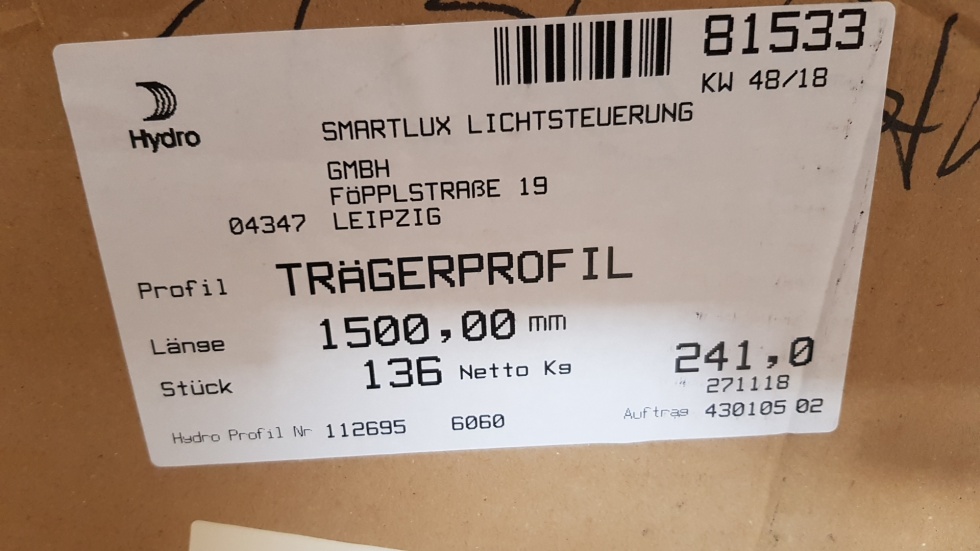 81533
KW 48/18
Hydro
SMARTLUX LICHTSTEUERUNG
GMBH
FÖPPLSTRAßE 19
04347 LEIPZIG
Profil TRÄGERPROFIL
Länge 1500,00 mm
Stück 136 Netto Kg 241,0
271118
Hydro Profil Nr 112695 6060 Auftrag 430105 02